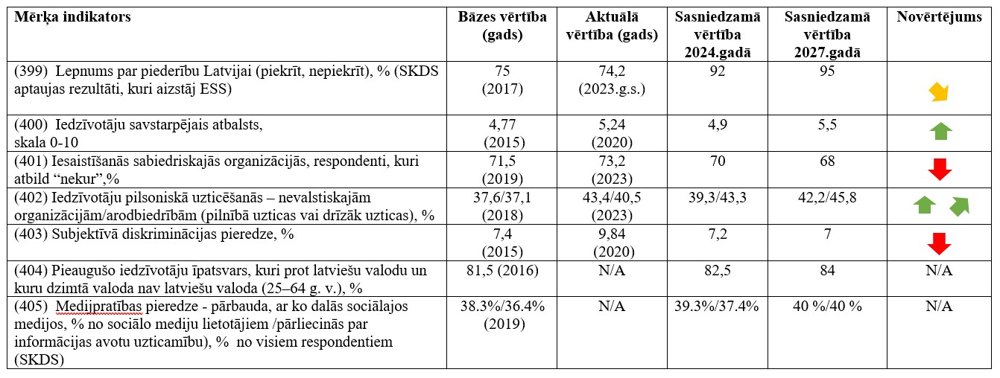 Mērķa indikators
Bāzes vērtība (gads)
Aktuālā vērtība (gads)
Sasniedzamā vērtība 2024.gadā
Sasniedzamā vērtība 2027.gadā
Novērtējums
(399)  Lepnums par piederību Latvijai (piekrīt, nepiekrīt), % (SKDS
aptaujas rezultāti, kuri aizstāj ESS)
75
(2017)
74,2
(2023.g.s.)
92
95
(400)  Iedzīvotāju savstarpējais atbalsts,
skala 0-10
4,77
(2015)
5,24
(2020)
4,9
5,5
(401) Iesaistīšanās sabiedriskajās organizācijās, respondenti, kuri
atbild “nekur”,%
71,5
(2019)
73,2
(2023)
70
68
(402) Iedzīvotāju pilsoniskā uzticēšanās – nevalstiskajām
organizācijām/arodbiedrībām (pilnībā uzticas vai drīzāk uzticas), %
37,6/37,1
(2018)
43,4/40,5
(2023)
39,3/43,3
42,2/45,8
(403) Subjektīvā diskriminācijas pieredze, %
7,4
(2015)
9,84
(2020)
7,2
7
(404) Pieaugušo iedzīvotāju īpatsvars, kuri prot latviešu valodu un
kuru dzimtā valoda nav latviešu valoda (25–64 g. v.), %
81,5 (2016)
N/A
82,5
84
N/A
(405)  Medijpratības pieredze - pārbauda, ar ko dalās sociālajos
medijos, % no sociālo mediju lietotājiem /pārliecinās par
informācijas avotu uzticamību), %  no visiem respondentiem
(SKDS)
38.3%/36.4%
(2019)
N/A
39.3%/37.4%
40 %/40 %
N/A